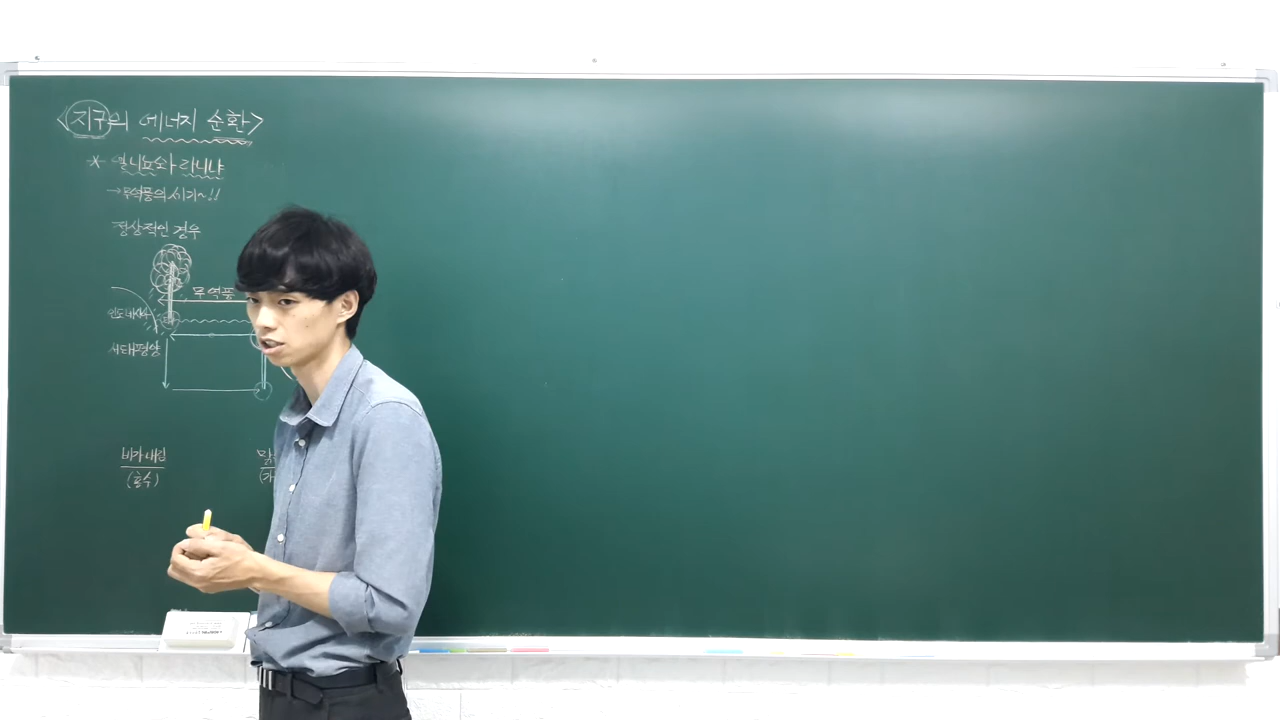 <지구의 에너지 순환>
* 엘니뇨와 라니냐
→무역풍의 세기~!!
정상적인 경우
무역풍
인도네시아
서태평양
비가 내림
맑
(홍수)
(가